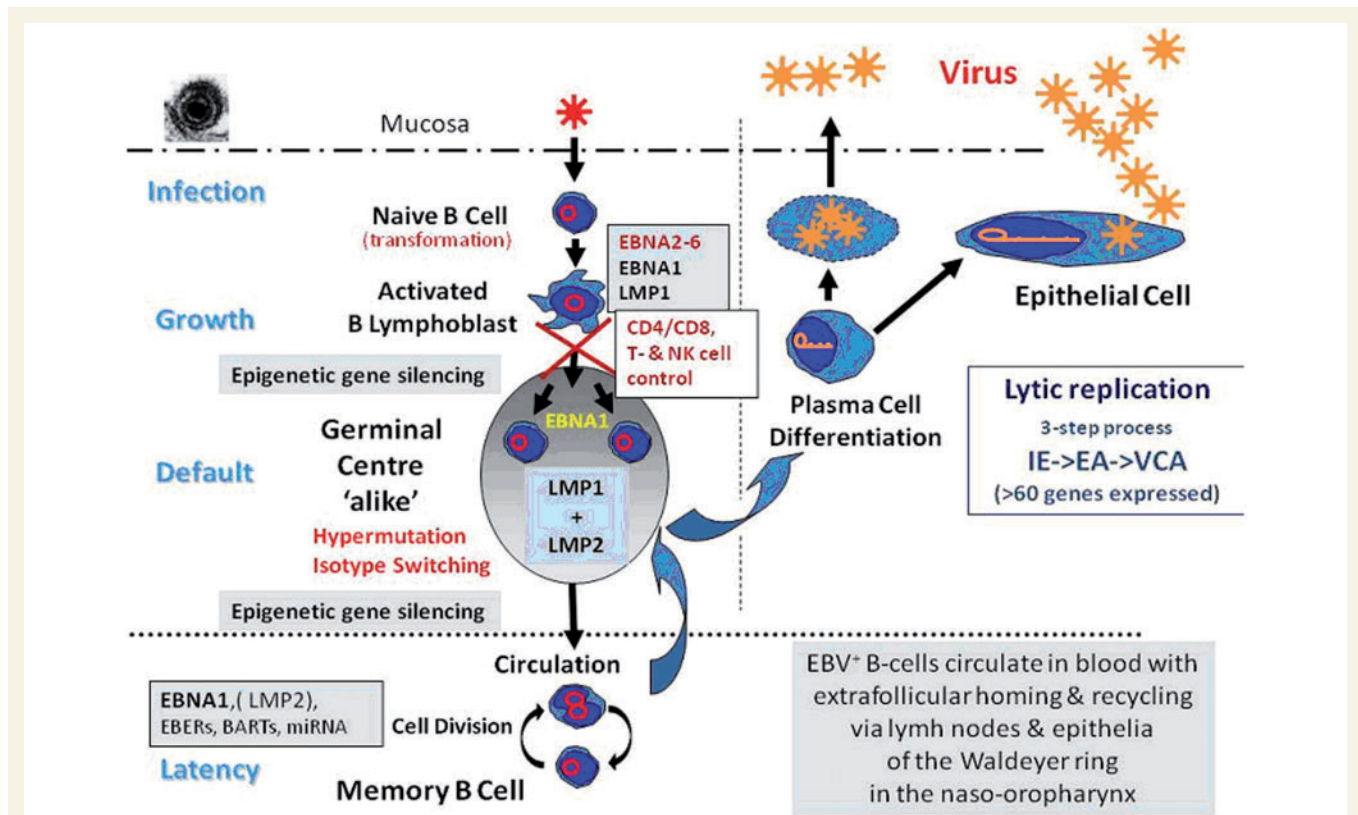 Mucosa
Virus
Infection
Naive B Cell
(transformation)
EBNA2-6
EBNA1
LMP1
Growth
Activated
B Lymphoblast
CD4/CD8,
T- & NK cell
control
Epigenetic gene silencing
Default
Germinal
Centre
‘alike’
Hypermutation
Isotype Switching
EBNA1
LMP1
+
LMP2
Epigenetic gene silencing
Plasma Cell
Differentiation
Epithelial Cell
Lytic replication
3-step process
IE->EA->VCA
(>60 genes expressed)
Circulation
EBNA1,( LMP2),
EBERs, BARTs, miRNA
Cell Division
Latency
Memory B Cell
EBV+ B-cells circulate in blood with
extrafollicular homing & recycling
via lymh nodes & epithelia
of the Waldeyer ring
in the naso-oropharynx